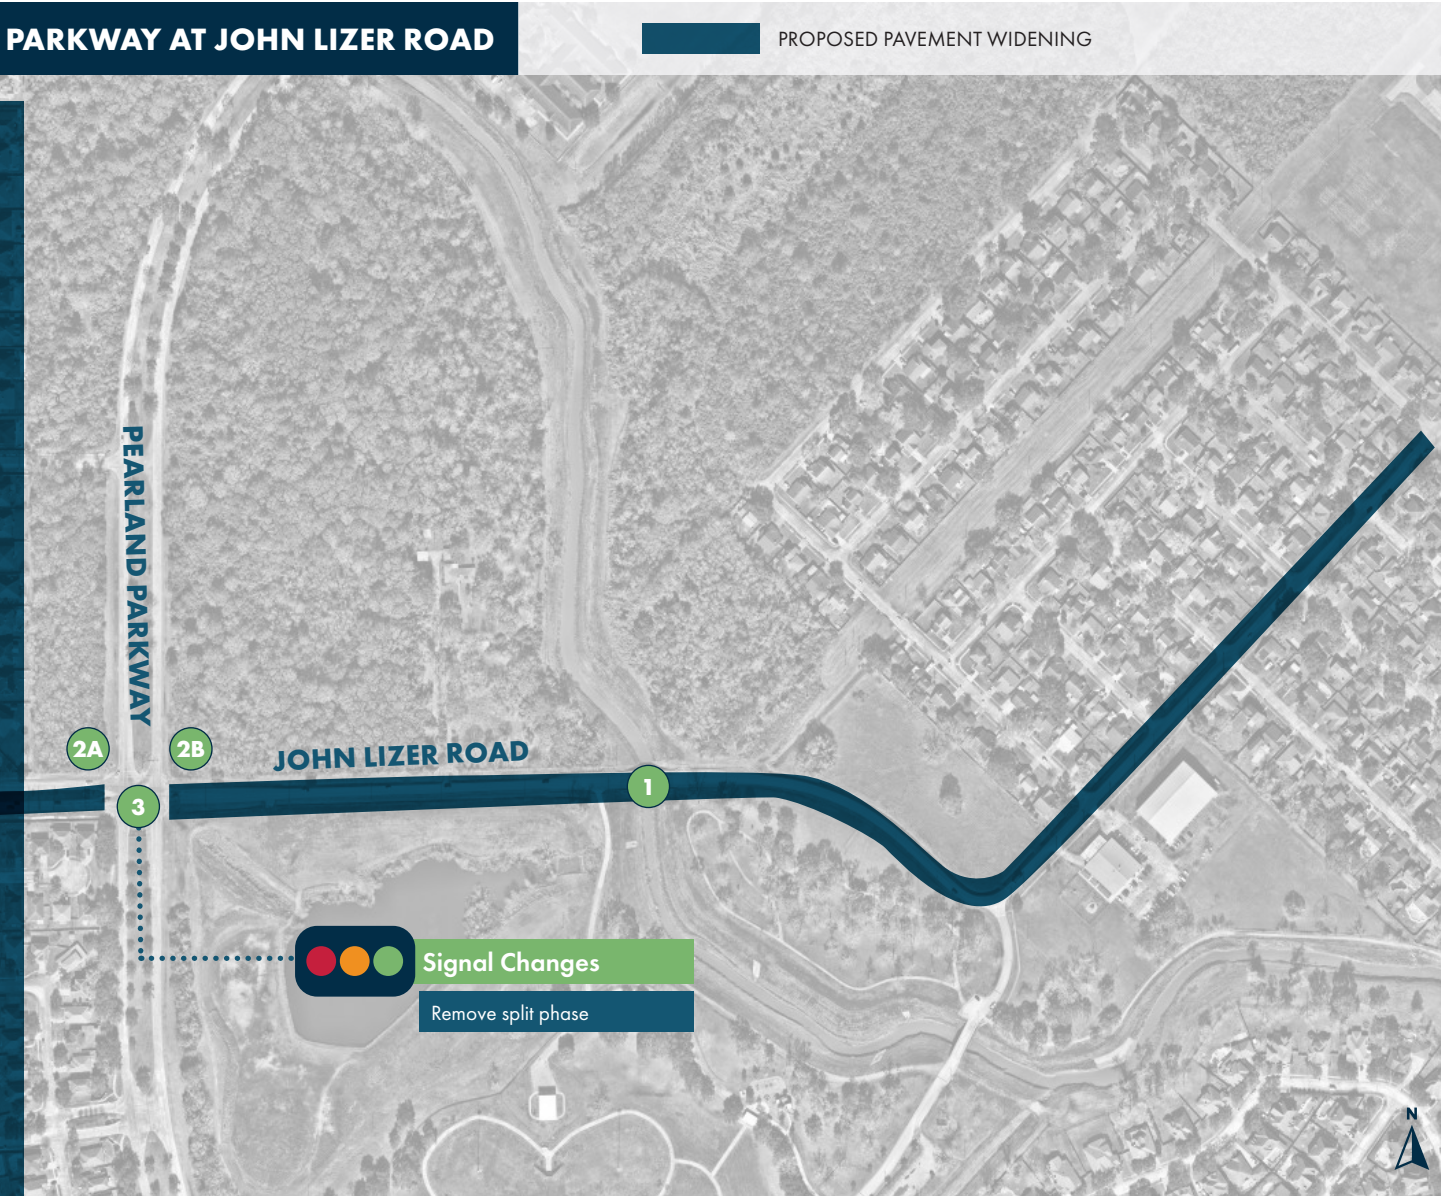 PARKWAY AT JOHN LIZER ROAD
PROPOSED PAVEMENT WIDENING
PEARLAND PARKWAY
2A
2B
JOHN LIZER ROAD
1
3
Signal Changes
Remove split phase
N